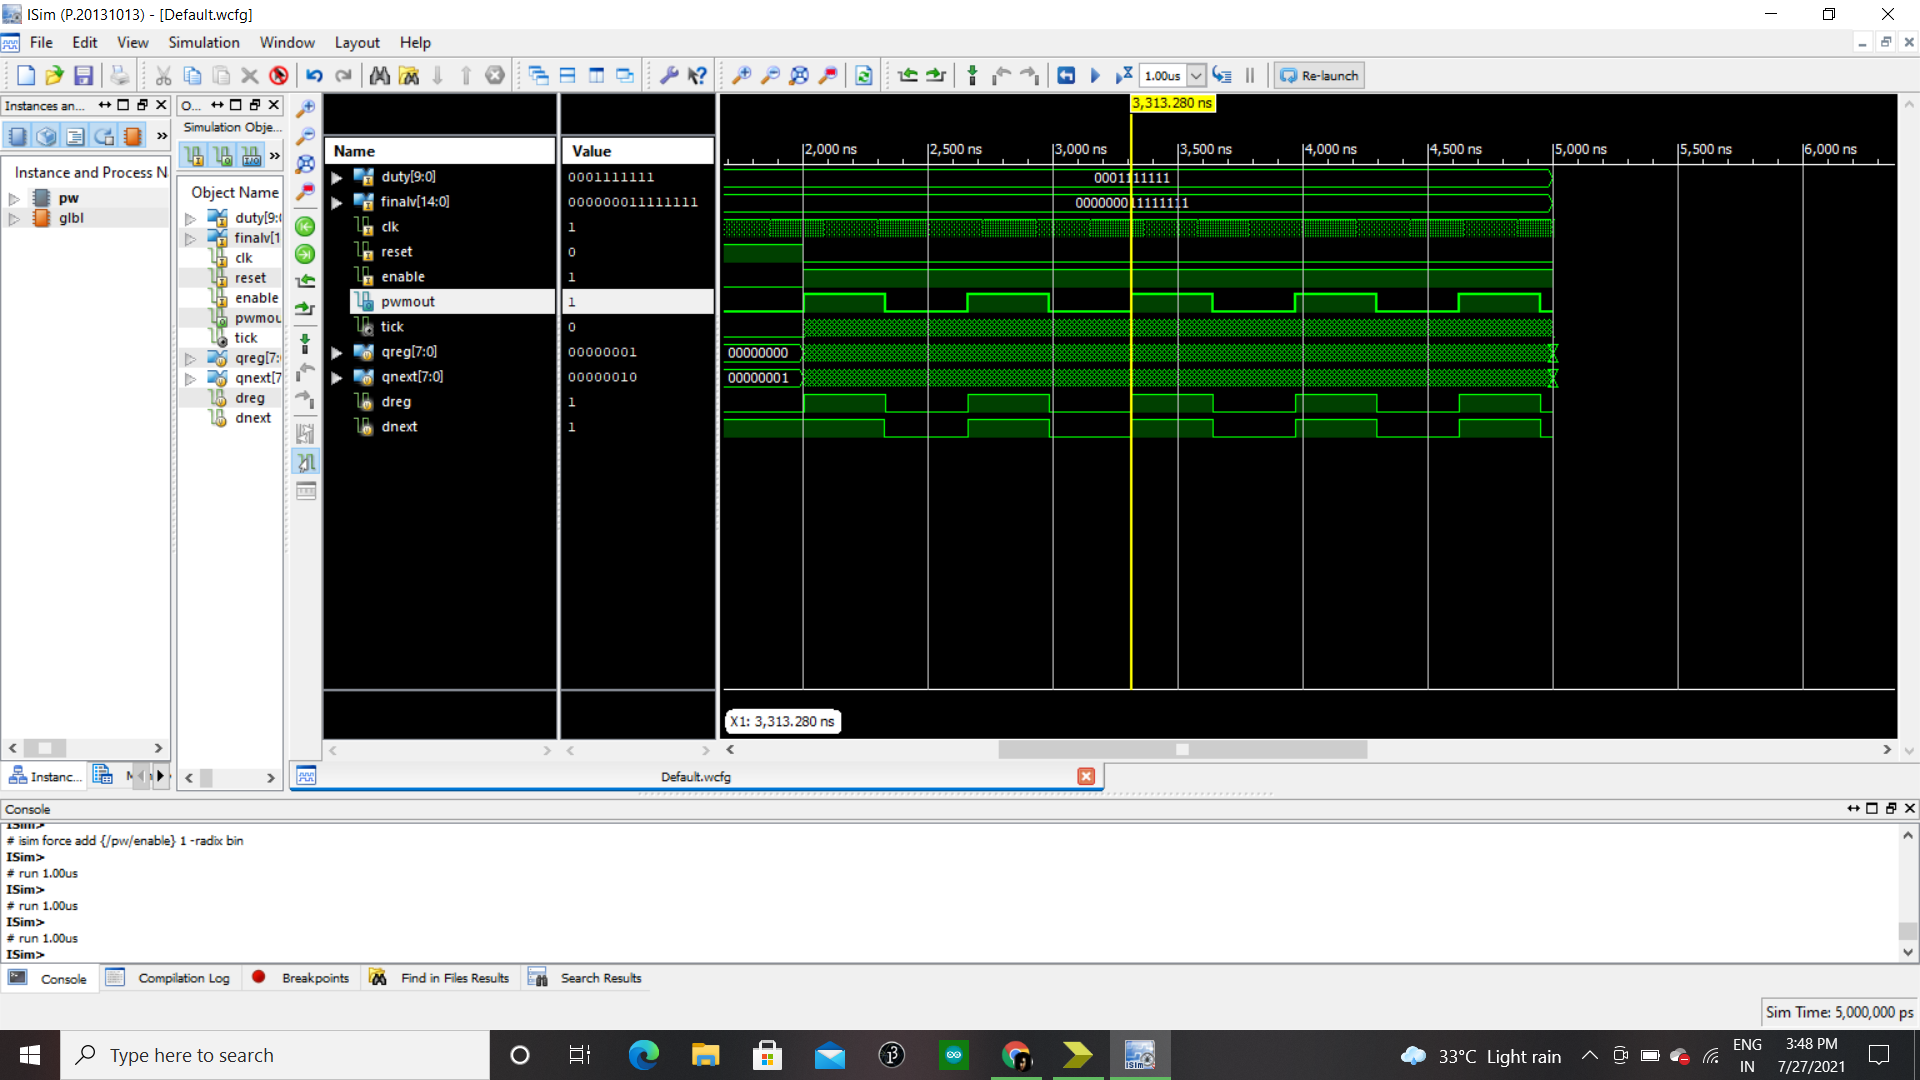 ISim (P.20131013) - [Default.wcfg]
File Edit View Simulation Window Layout Help
1.00us Re-launch
Instances an...
O...
Simulation Obje...
Instance and Process N
pw
glbl
Object Name
duty[9:
finalv[1
clk
reset
enable
pwmou
tick
qreg[7:
qnext[7
dreg
dnext
Name Value
duty[9:0] 0001111111
finalv[14:0] 000000011111111
clk 1
reset 0
enable 1
pwmout 1
tick 0
qreg[7:0] 00000001
qnext[7:0] 00000010
dreg 1
dnext 1
3,313.280 ns
2,000 ns 2,500 ns 3,000 ns 3,500 ns 4,000 ns 4,500 ns 5,000 ns 5,500 ns 6,000 ns
0001111111
000000011111111
00000000
00000001
X1: 3,313.280 ns
Instanc...
Default.wcfg
Console
ISim>
# isim force add {/pw/enable} 1 -radix bin
ISim>
# run 1.00us
ISim>
# run 1.00us
ISim>
# run 1.00us
ISim>
Console Compilation Log Breakpoints Find in Files Results Search Results
Sim Time: 5,000,000 ps
Type here to search
33°C Light rain
ENG
IN
3:48 PM
7/27/2021